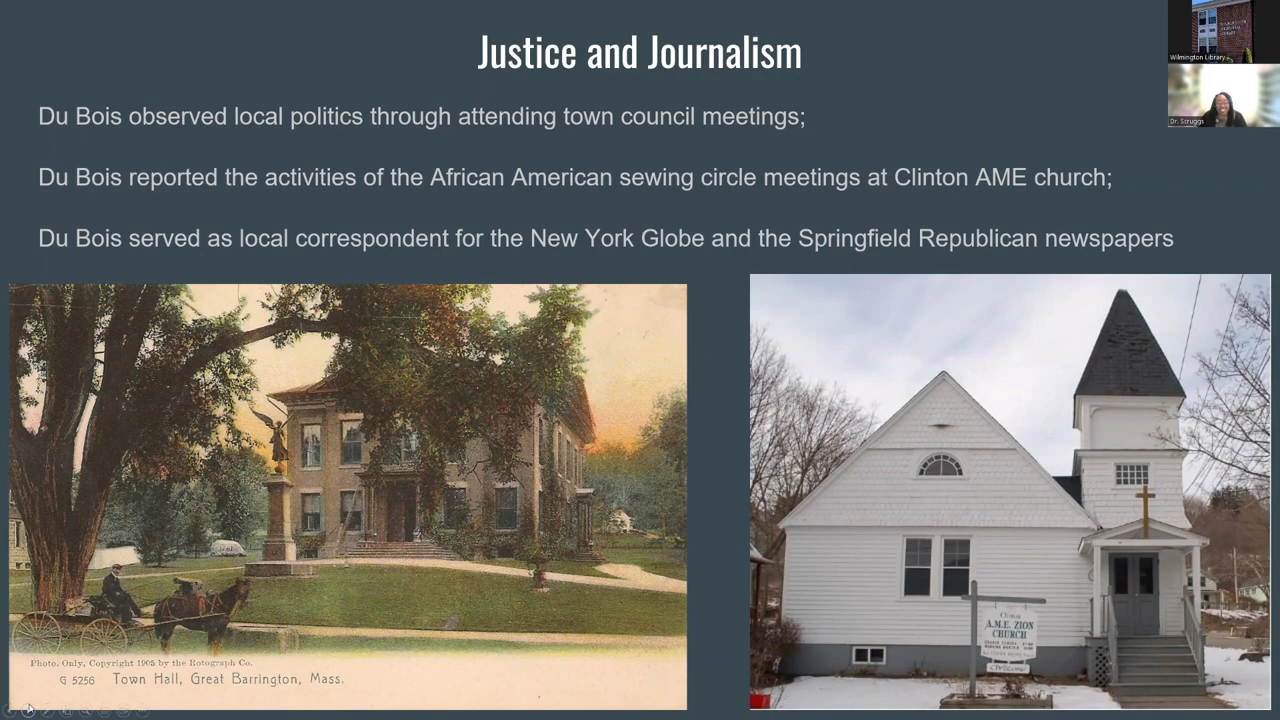 Justice and Journalism
Wilmington Library
Dr. Scruggs
Du Bois observed local politics through attending town council meetings;
Du Bois reported the activities of the African American sewing circle meetings at Clinton AME church;
Du Bois served as local correspondent for the New York Globe and the Springfield Republican newspapers
Photo. Only, Copyright 1905 by the Rotograph Co.
G 5256 Town Hall, Great Barrington, Mass.
Clinton
A.M.E. ZION
CHURCH